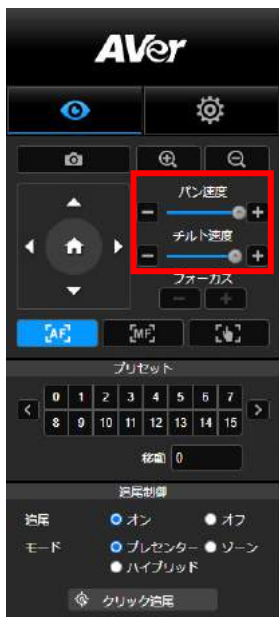 AVer
パン速度
チルト速度
フォーカス
AF MF
プリセット
0 1 2 3 4 5 6 7
8 9 10 11 12 13 14 15
移動 0
追尾制御
追尾 オン オフ
モード プレゼンター ゾーン
ハイブリッド
クリック追尾